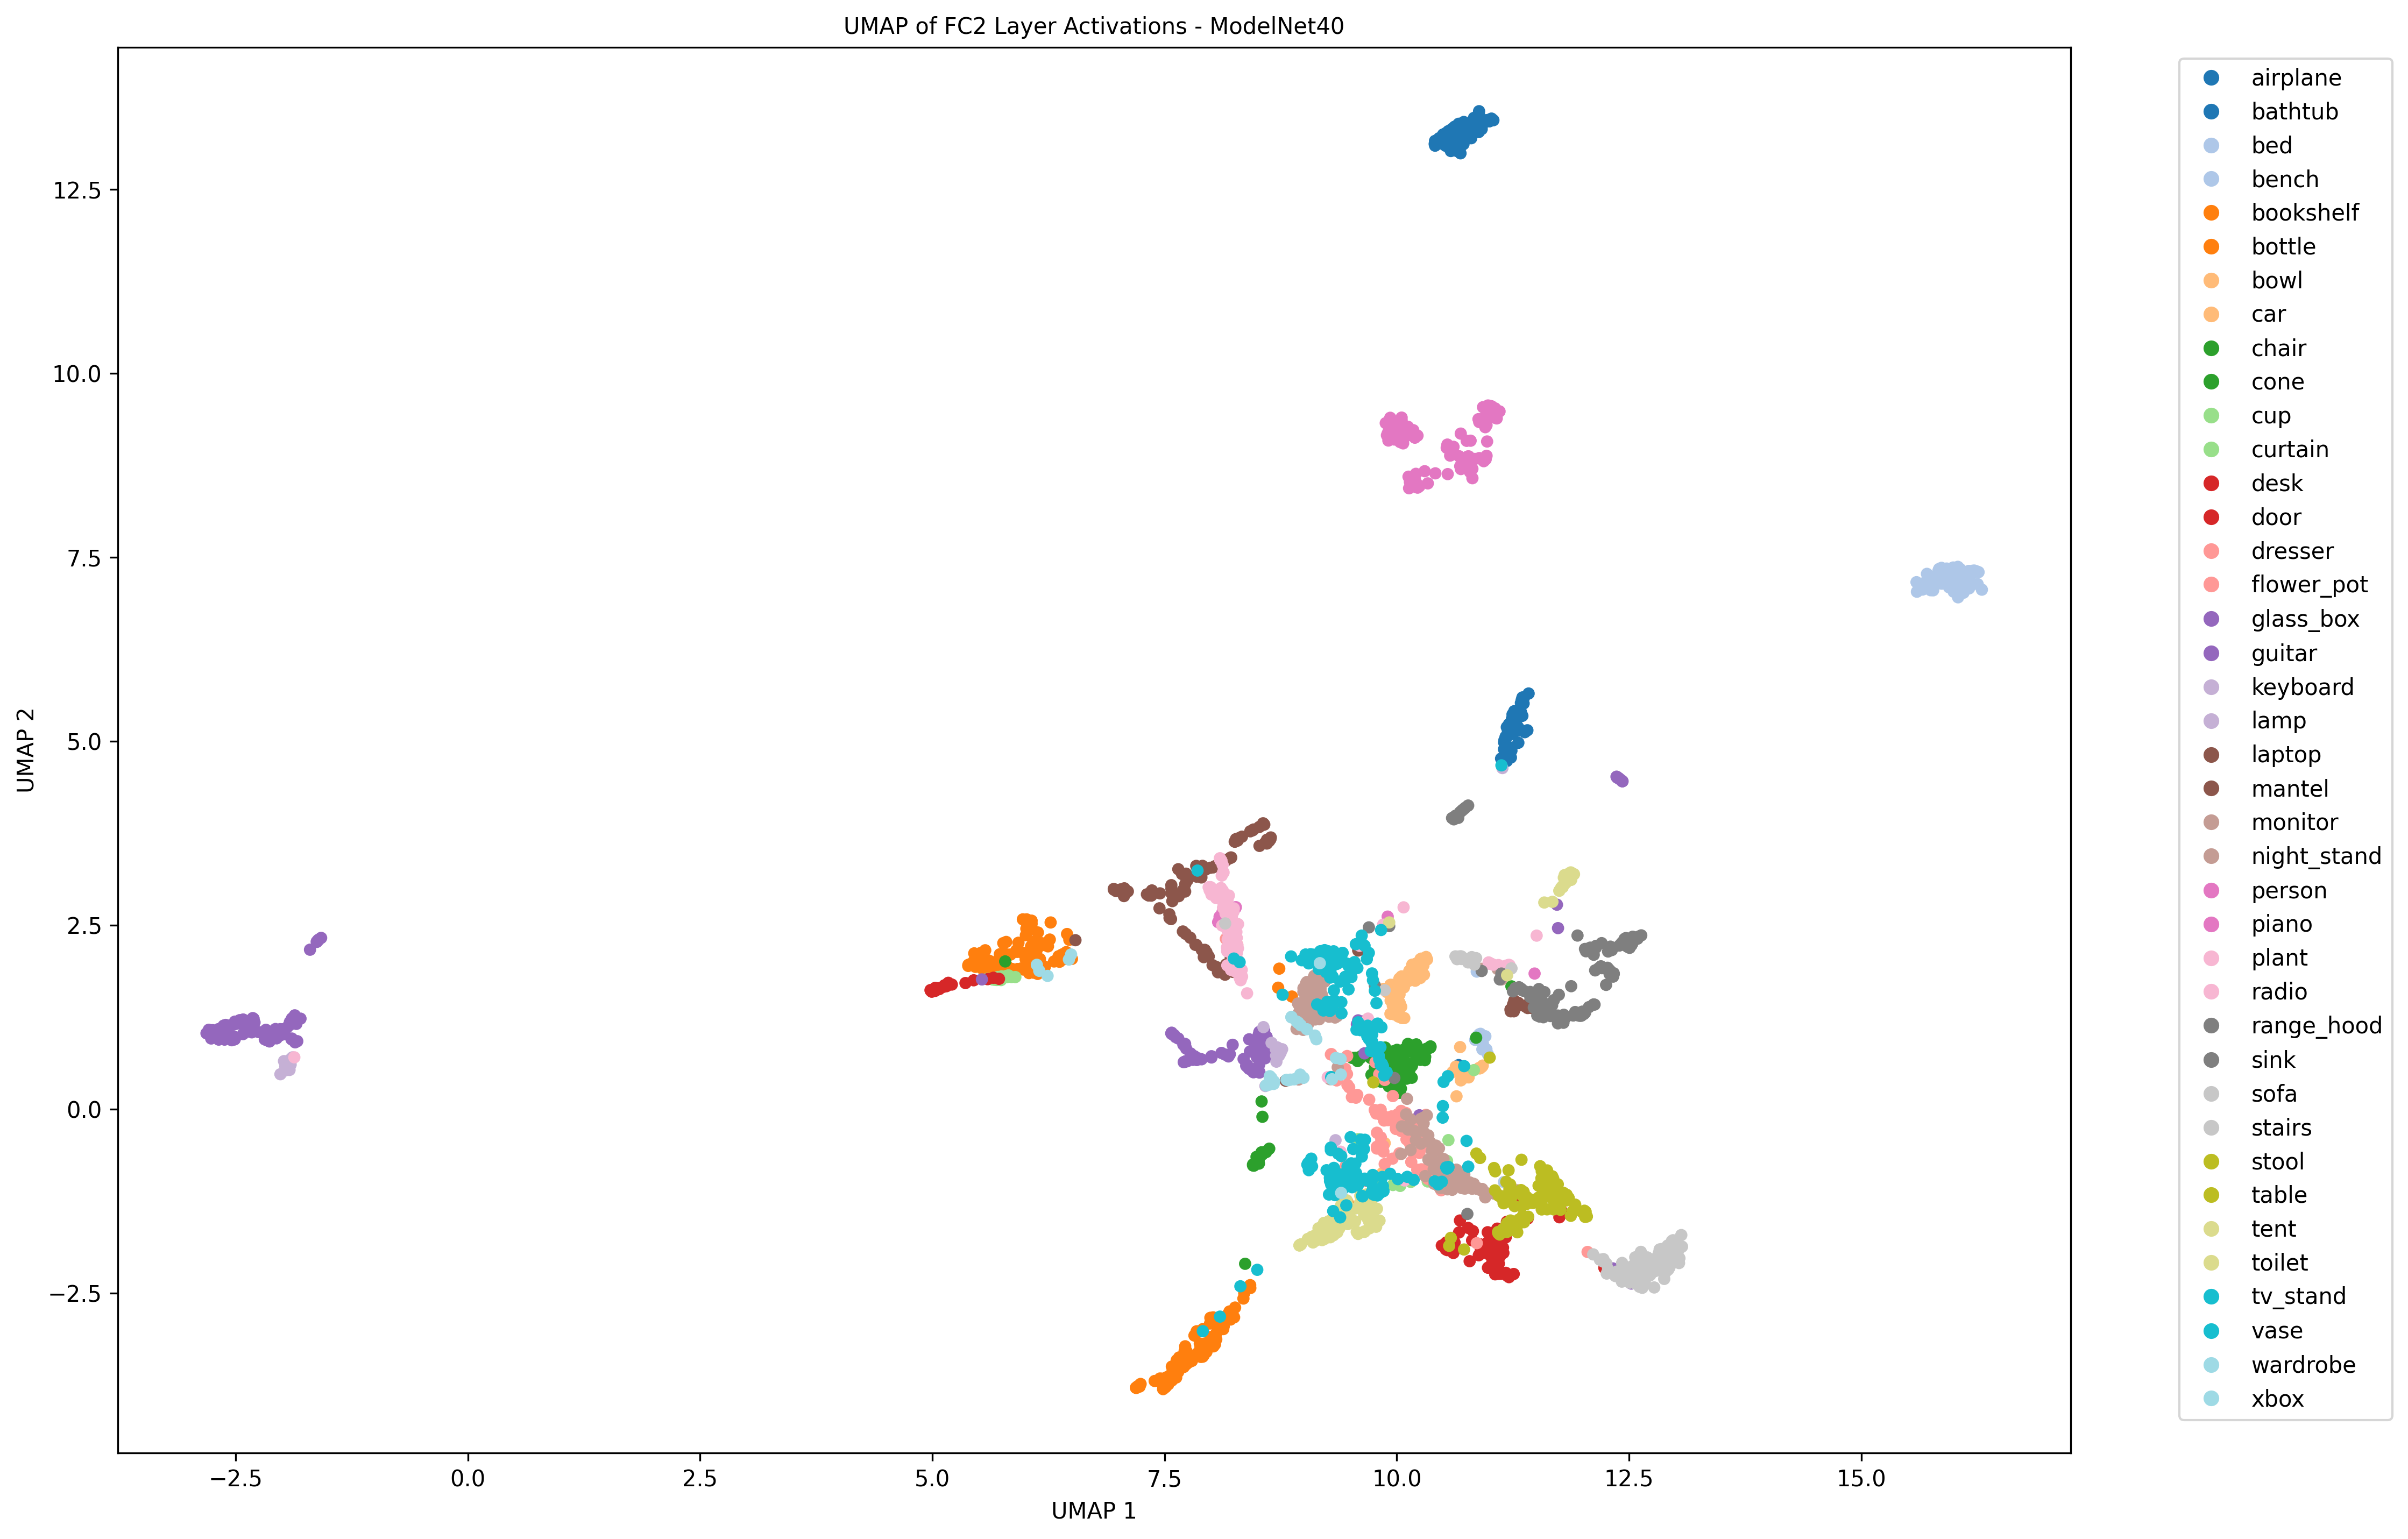 UMAP of FC2 Layer Activations - ModelNet40
12.5
10.0
7.5
5.0
2.5
0.0
−2.5
UMAP 2
−2.5
0.0
2.5
5.0
7.5
10.0
12.5
15.0
UMAP 1
airplane
bathtub
bed
bench
bookshelf
bottle
bowl
car
chair
cone
cup
curtain
desk
door
dresser
flower_pot
glass_box
guitar
keyboard
lamp
laptop
mantel
monitor
night_stand
person
piano
plant
radio
range_hood
sink
sofa
stairs
stool
table
tent
toilet
tv_stand
vase
wardrobe
xbox